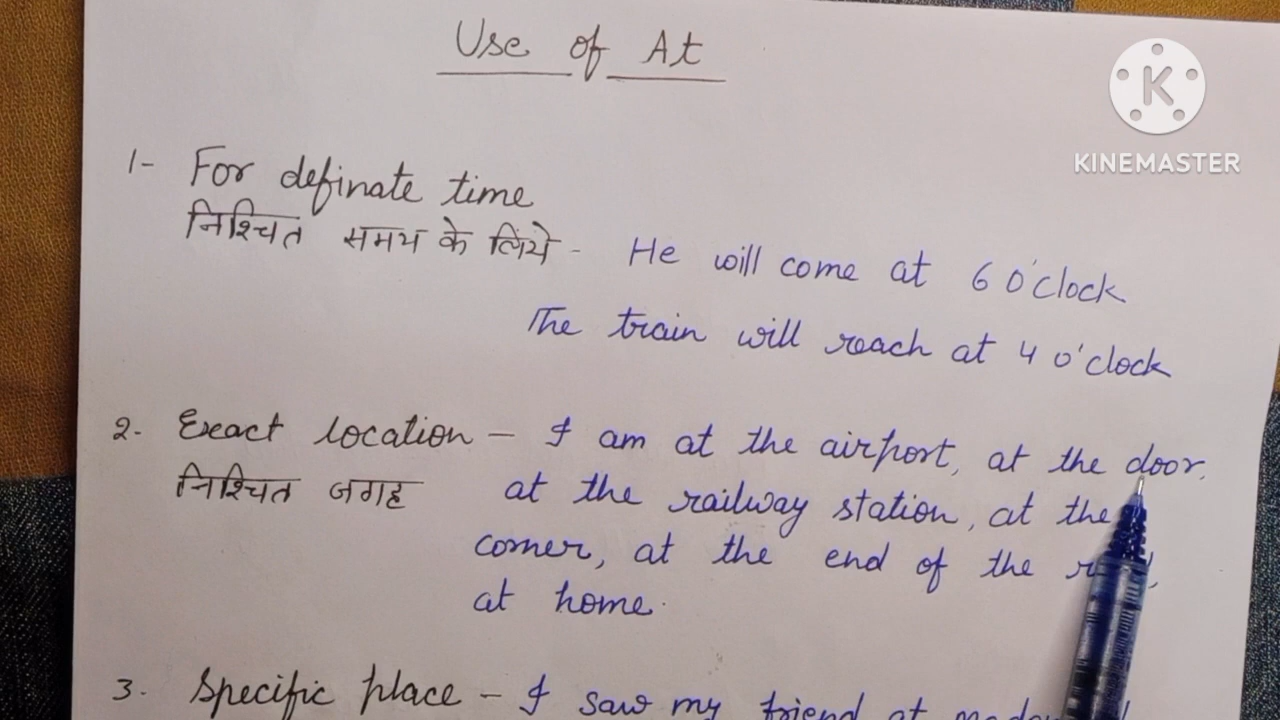 Use of At
KINEMASTER
1- For definate time
निश्चित समय के लिये - He will come at 6 O'clock
The train will reach at 4 O'clock
2- Exact location - I am at the airport, at the door,
निश्चित जगह at the railway station, at the
corner, at the end of the
at home.
3- Specific place - I saw my friend at